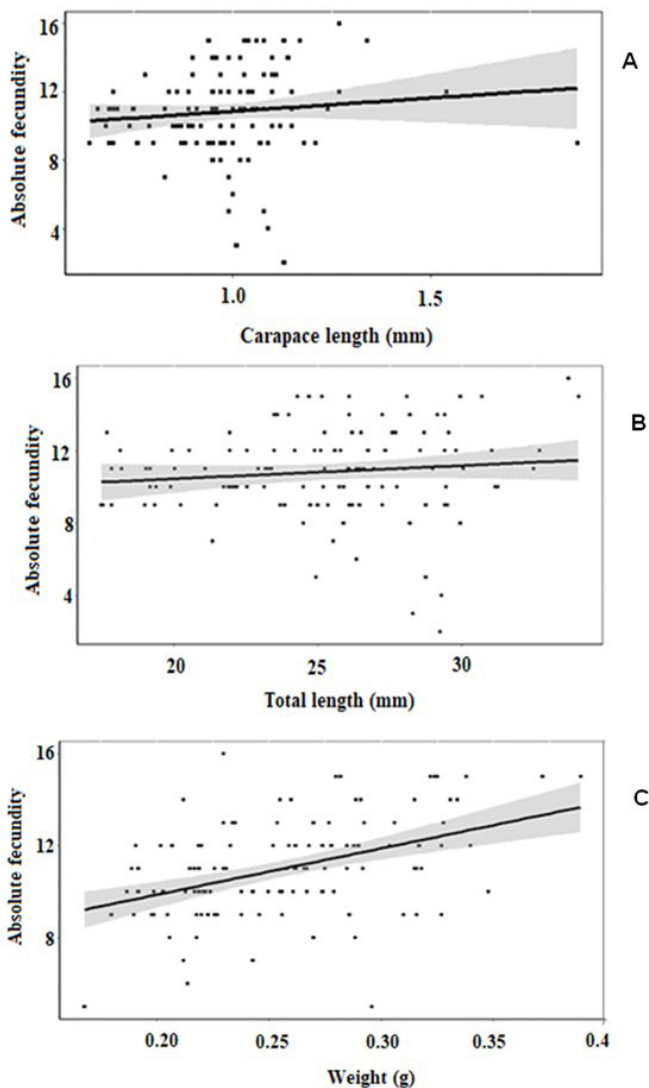 16
A
12
Absolute fecundity
8
4
1.0 1.5
Carapace length (mm)
16
B
12
Absolute fecundity
8
4
20 25 30
Total length (mm)
16
C
12
Absolute fecundity
8
0.20 0.25 0.30 0.35 0.4
Weight (g)